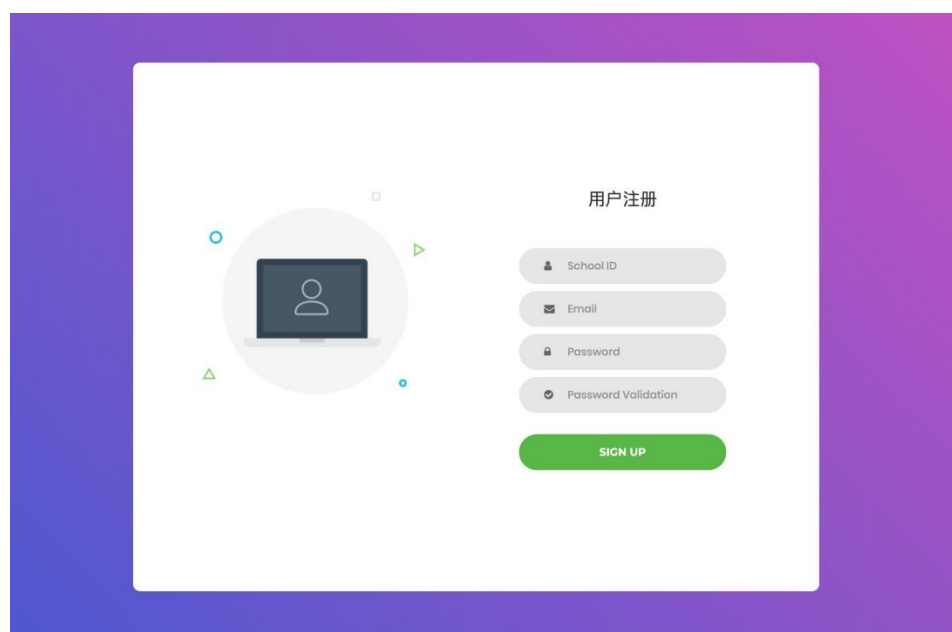 用户注册
School ID
Email
Password
Password Validation
SIGN UP